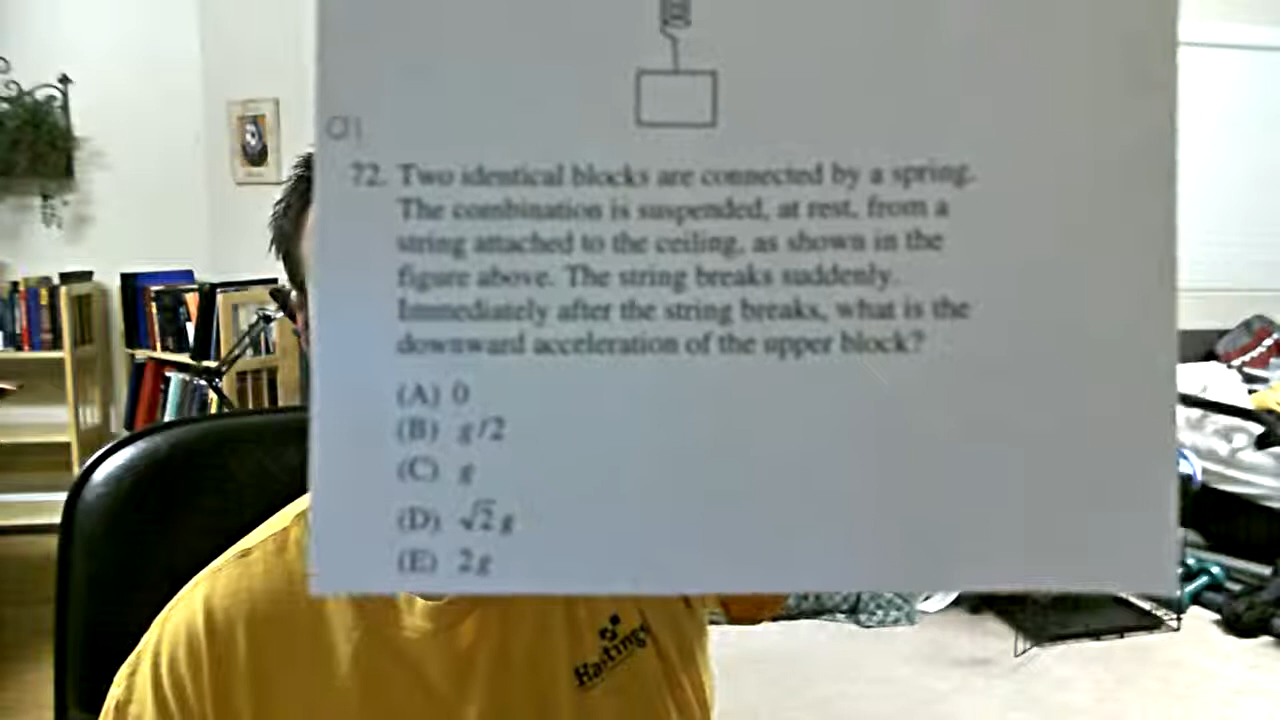 01
72. Two identical blocks are connected by a spring.
The combination is suspended, at rest, from a
string attached to the ceiling, as shown in the
figure above. The string breaks suddenly.
Immediately after the string breaks, what is the
downward acceleration of the upper block?
(A) 0
(B) g/2
(C) g
(D) √2 g
(E) 2g
Hastings